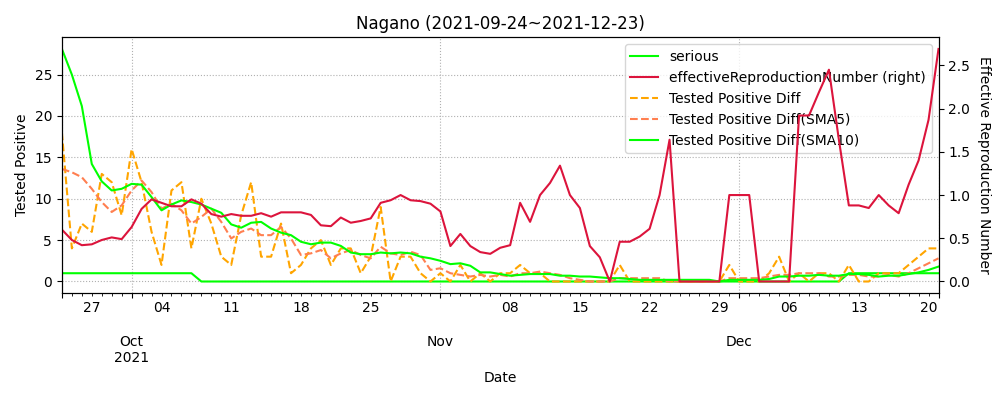 Nagano (2021-09-24~2021-12-23)
serious
effectiveReproductionNumber (right)
Tested Positive Diff
Tested Positive Diff(SMA5)
Tested Positive Diff(SMA10)
Tested Positive
25
20
15
10
5
0
2.5
2.0
1.5
1.0
0.5
0.0
Effective Reproduction Number
27 04 11 18 25 08 15 22 29 06 13 20
Oct Nov Dec
2021
Date